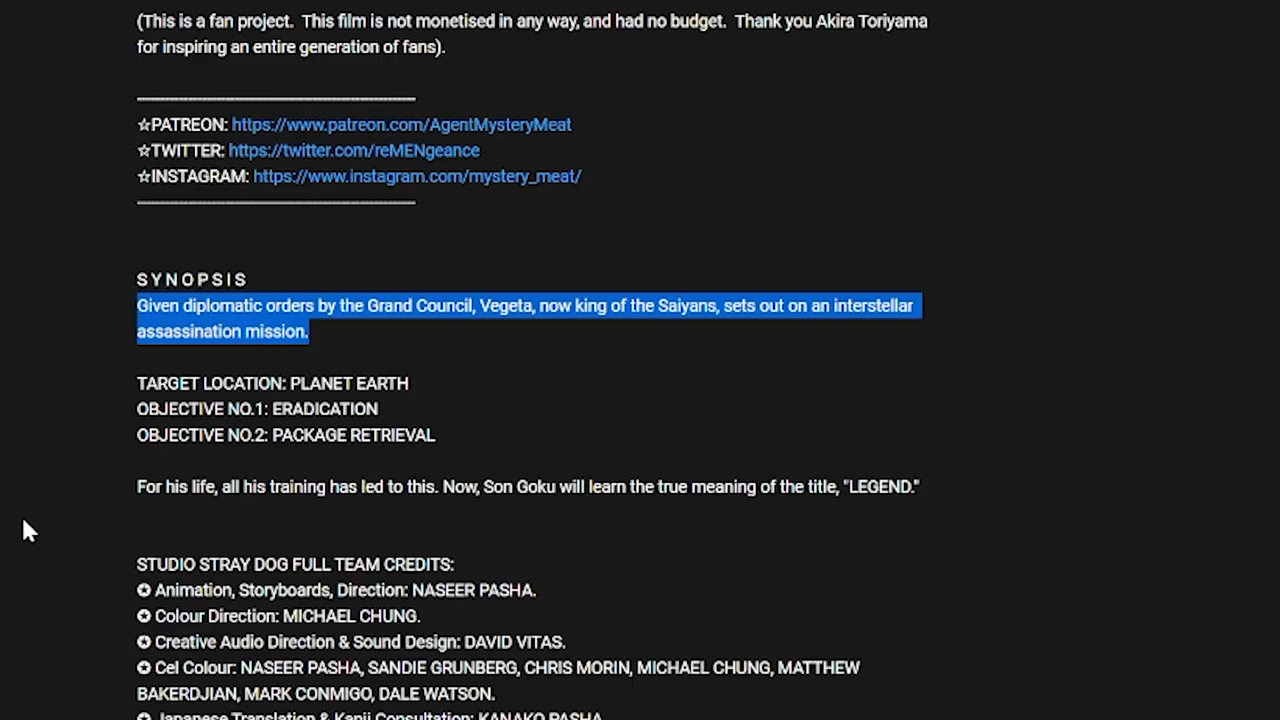 (This is a fan project.  This film is not monetised in any way, and had no budget.  Thank you Akira Toriyama
for inspiring an entire generation of fans).
☆PATREON: https://www.patreon.com/AgentMysteryMeat
☆TWITTER: https://twitter.com/reMENgeance
☆INSTAGRAM: https://www.instagram.com/mystery_meat/
S Y N O P S I S
Given diplomatic orders by the Grand Council, Vegeta, now king of the Saiyans, sets out on an interstellar
assassination mission.
TARGET LOCATION: PLANET EARTH
OBJECTIVE NO.1: ERADICATION
OBJECTIVE NO.2: PACKAGE RETRIEVAL
For his life, all his training has led to this. Now, Son Goku will learn the true meaning of the title, "LEGEND."
STUDIO STRAY DOG FULL TEAM CREDITS:
✪ Animation, Storyboards, Direction: NASEER PASHA.
✪ Colour Direction: MICHAEL CHUNG.
✪ Creative Audio Direction & Sound Design: DAVID VITAS.
✪ Cel Colour: NASEER PASHA, SANDIE GRUNBERG, CHRIS MORIN, MICHAEL CHUNG, MATTHEW
BAKERDJIAN, MARK CONMIGO, DALE WATSON.
✪ Japanese Translation & Kanji Consultation: KANAKO PASHA